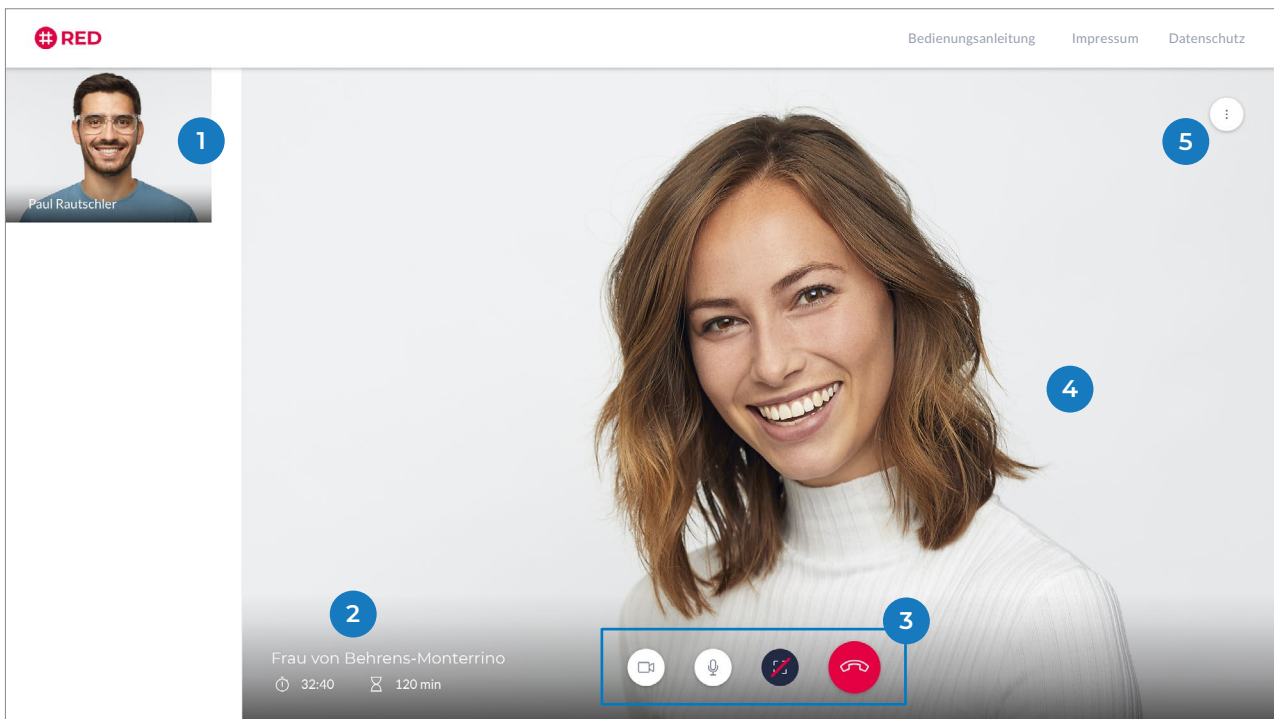 # RED
Bedienungsanleitung Impressum Datenschutz
1
Paul Rautschler
5
4
2
3
Frau von Behrens-Monterrino
32:40 120 min